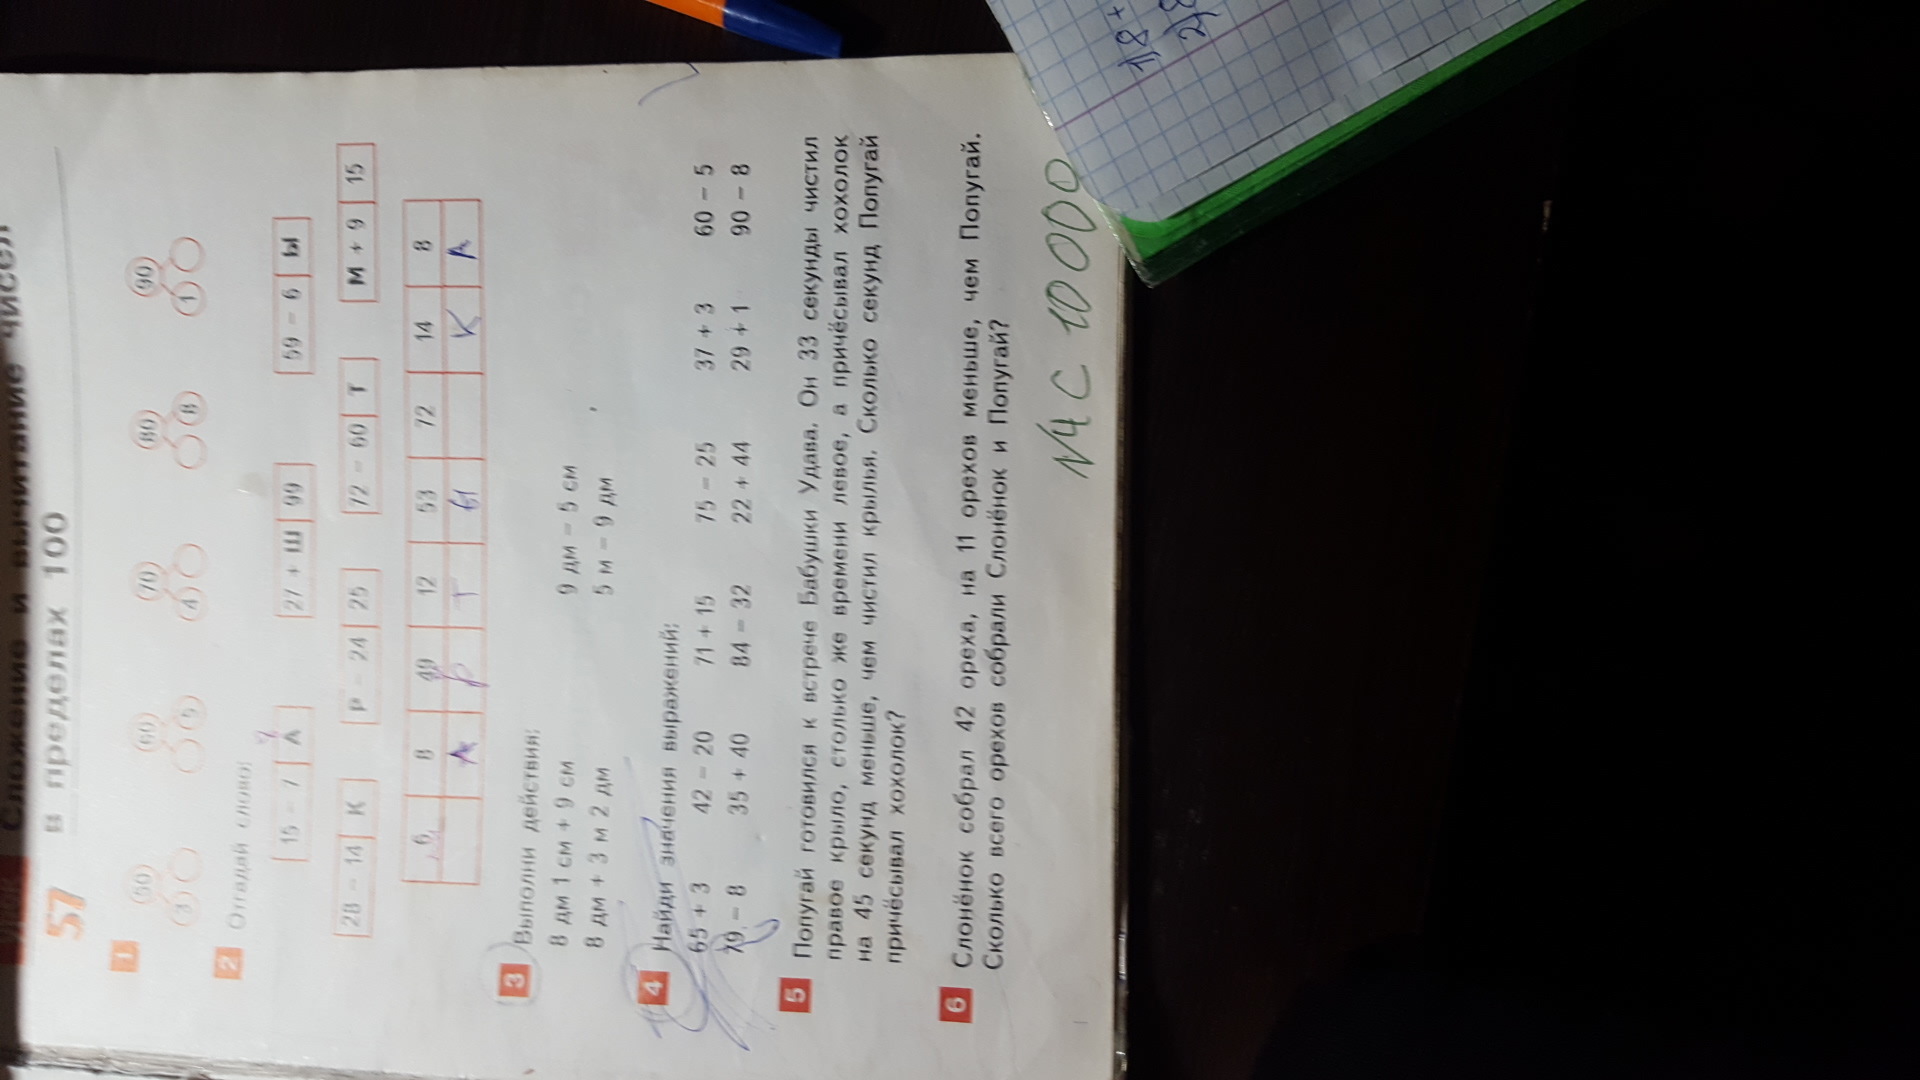 Сложение и вычитание чисел
57 в пределах 100
1
50 60 70 80 90
3 5 4 8 1
2 Отгадай слово:
15 – 7 А 27 + Ш 99 59 – 6 Ы
28 – 14 К Р – 24 25 72 – 60 Т М + 9 15
6 8 49 12 53 72 14 8
А Р Т Ы К А
3 Выполни действия:
8 дм 1 см + 9 см 9 дм – 5 см
8 дм + 3 м 2 дм 5 м – 9 дм
4 Найди значения выражений:
65 + 3 42 – 20 71 + 15 75 – 25 37 + 3 60 – 5
79 – 8 35 + 40 84 – 32 22 + 44 29 + 1 90 – 8
5 Попугай готовился к встрече Бабушки Удава. Он 33 секунды чистил
правое крыло, столько же времени левое, а причёсывал хохолок
на 45 секунд меньше, чем чистил крылья. Сколько секунд Попугай
причёсывал хохолок?
6 Слонёнок собрал 42 ореха, на 11 орехов меньше, чем Попугай.
Сколько всего орехов собрали Слонёнок и Попугай?
№4 С 10000
1,8 +